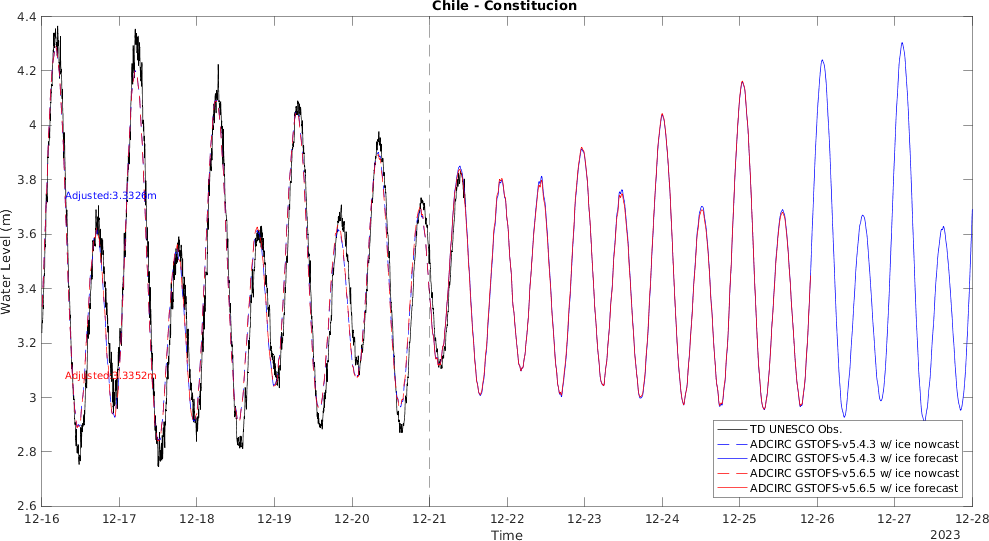 Chile - Constitucion
4.4
4.2
4
3.8
3.6
3.4
3.2
3
2.8
2.6
Water Level (m)
Adjusted:3.3326m
Adjusted:3.3352m
TD UNESCO Obs.
ADCIRC GSTOFS-v5.4.3 w/ ice nowcast
ADCIRC GSTOFS-v5.4.3 w/ ice forecast
ADCIRC GSTOFS-v5.6.5 w/ ice nowcast
ADCIRC GSTOFS-v5.6.5 w/ ice forecast
12-16 12-17 12-18 12-19 12-20 12-21 12-22 12-23 12-24 12-25 12-26 12-27 12-28
Time
2023